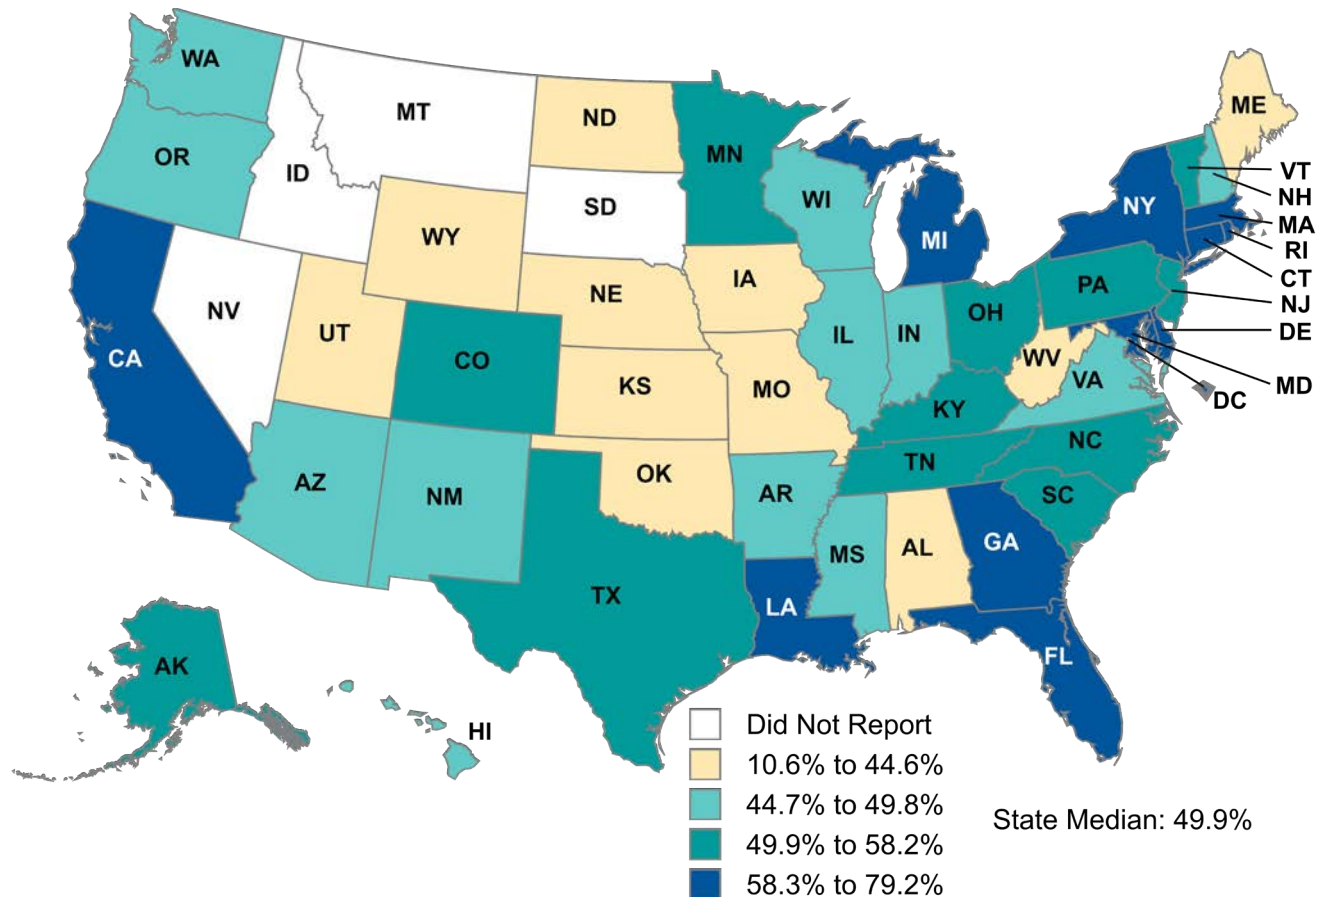 WA
MT
ND
MN
ME
OR
ID
SD
WI
VT
NH
NY
MA
RI
CT
NJ
DE
MD
DC
WY
MI
IA
NE
PA
NV
UT
CO
IL
IN
OH
CA
KS
MO
WV
VA
KY
AZ
NM
OK
AR
TN
NC
SC
MS
AL
GA
TX
LA
FL
AK
HI
Did Not Report
10.6% to 44.6%
44.7% to 49.8%
49.9% to 58.2%
58.3% to 79.2%
State Median: 49.9%